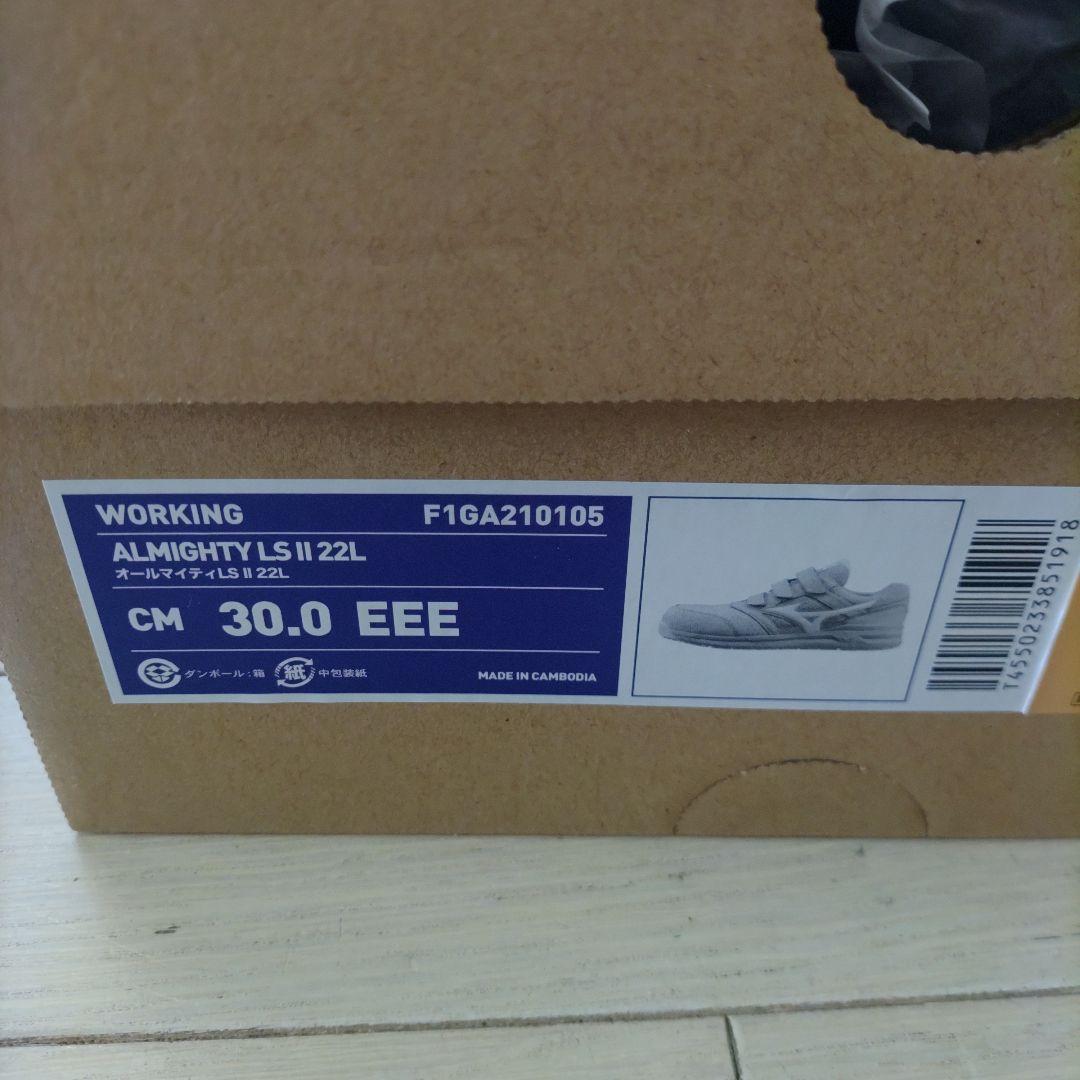 WORKING F1GA210105
ALMIGHTY LS II 22L
オールマイティLS II 22L
CM 30.0 EEE
ダンボール:箱 紙 中包装紙 MADE IN CAMBODIA
T4550233851918